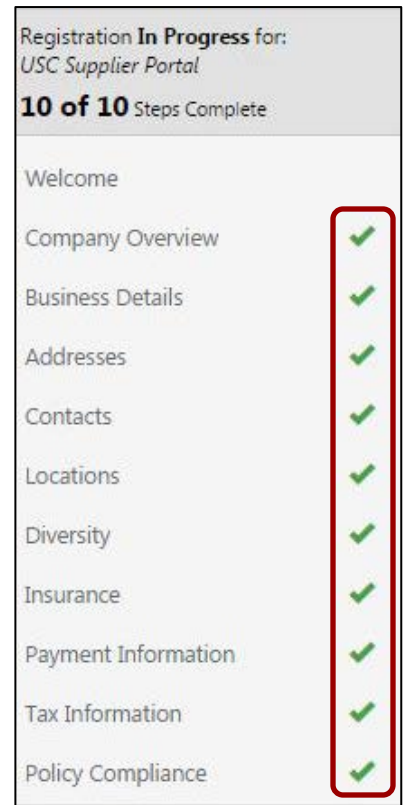 Registration In Progress for:
USC Supplier Portal
10 of 10 Steps Complete
Welcome
Company Overview
Business Details
Addresses
Contacts
Locations
Diversity
Insurance
Payment Information
Tax Information
Policy Compliance